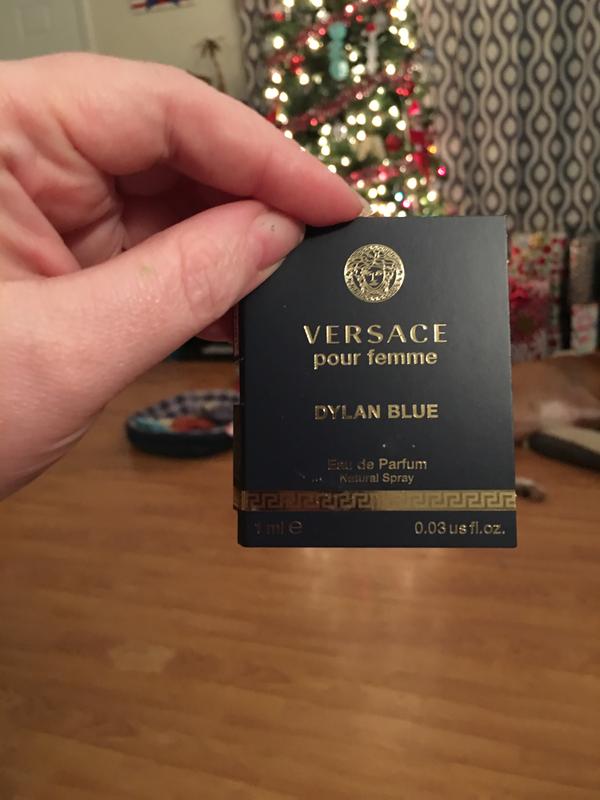 VERSACE
pour femme
DYLAN BLUE
Eau de Parfum
Natural Spray
1 ml ℮ 0.03 us fl.oz.